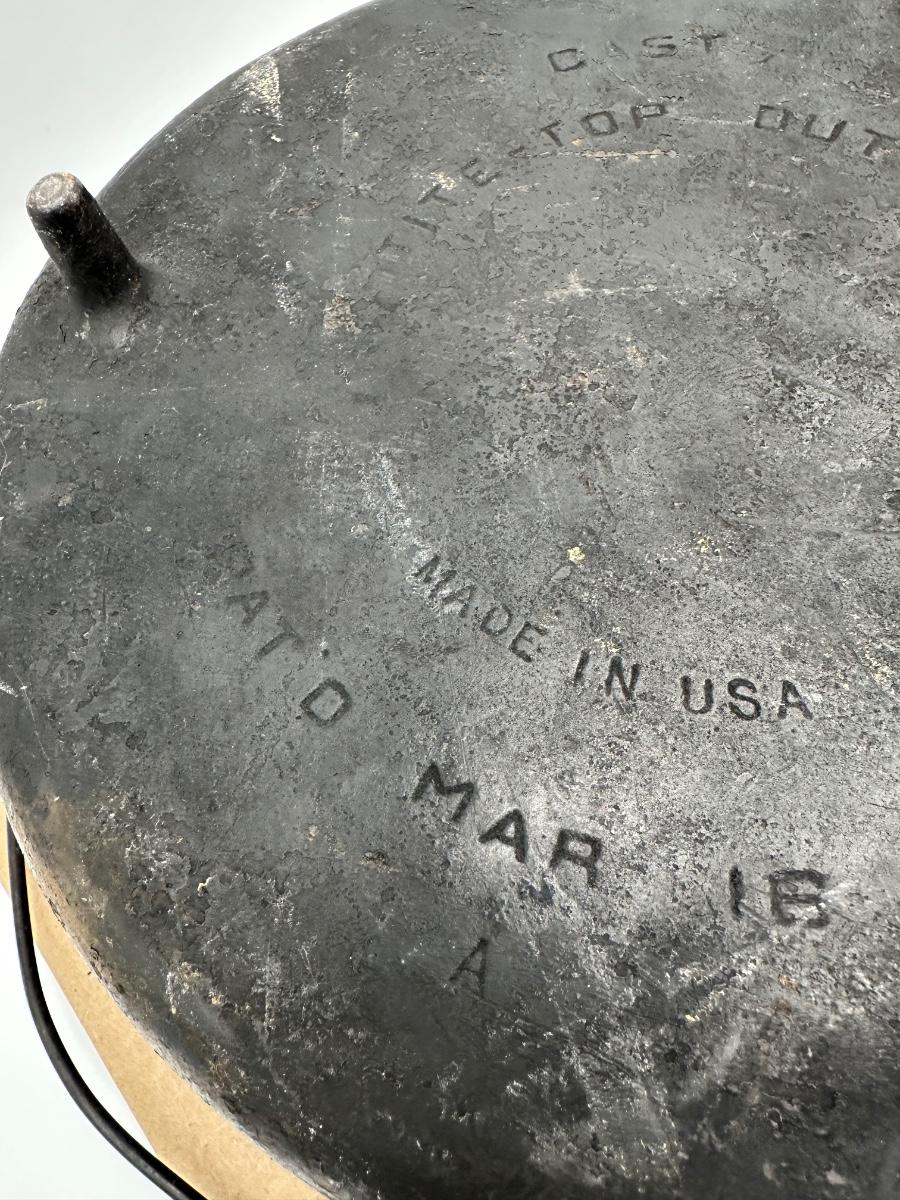 CAST
TITE-TOP DUT
MADE IN USA
PAT'D MAR 16
A